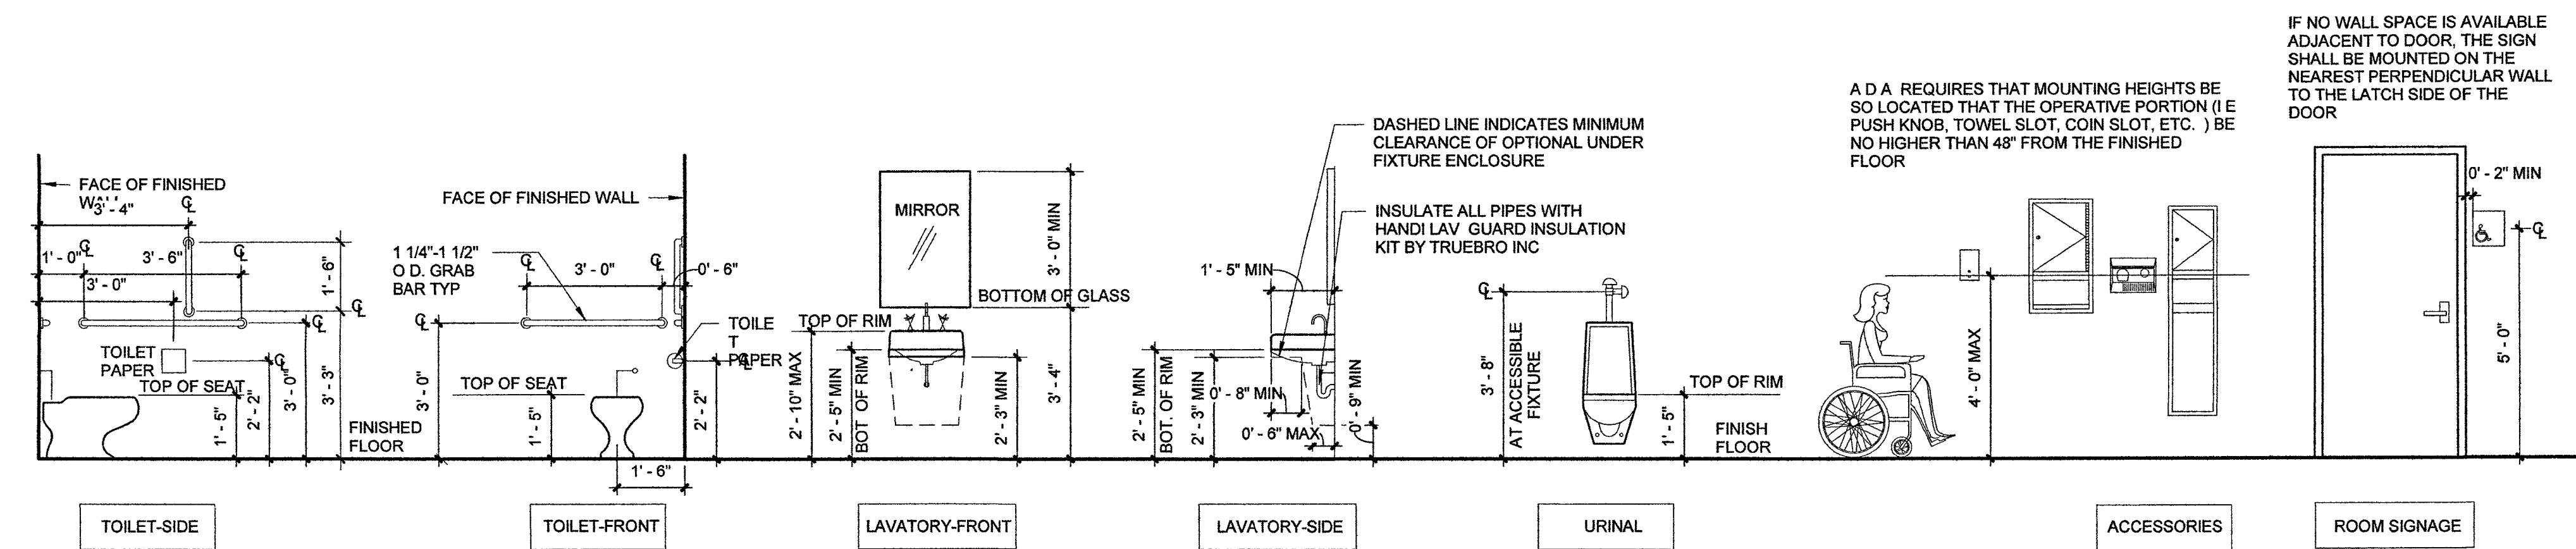 FACE OF FINISHED
WALL
3' - 4"
℄
1' - 0"
℄
3' - 6"
℄
3' - 0"
1' - 6"
℄
℄
TOILET
PAPER
℄
TOP OF SEAT
1' - 5"
2' - 2"
3' - 0"
3' - 3"
FINISHED
FLOOR
TOILET-SIDE
FACE OF FINISHED WALL
1 1/4"-1 1/2"
O D. GRAB
BAR TYP
℄
3' - 0"
℄
0' - 6"
℄
TOILE
T
PAPER
℄
TOP OF SEAT
3' - 0"
1' - 5"
2' - 2"
1' - 6"
TOILET-FRONT
MIRROR
3' - 0" MIN
BOTTOM OF GLASS
TOP OF RIM
2' - 10" MAX
2' - 5" MIN
BOT OF RIM
2' - 3" MIN
3' - 4"
LAVATORY-FRONT
DASHED LINE INDICATES MINIMUM
CLEARANCE OF OPTIONAL UNDER
FIXTURE ENCLOSURE
INSULATE ALL PIPES WITH
HANDI LAV GUARD INSULATION
KIT BY TRUEBRO INC
1' - 5" MIN
2' - 5" MIN
BOT. OF RIM
2' - 3" MIN
0' - 8" MIN
0' - 6" MAX
0' - 9" MIN
LAVATORY-SIDE
℄
3' - 8"
AT ACCESSIBLE
FIXTURE
TOP OF RIM
1' - 5"
FINISH
FLOOR
URINAL
A D A REQUIRES THAT MOUNTING HEIGHTS BE
SO LOCATED THAT THE OPERATIVE PORTION (I E
PUSH KNOB, TOWEL SLOT, COIN SLOT, ETC. ) BE
NO HIGHER THAN 48" FROM THE FINISHED
FLOOR
4' - 0" MAX
ACCESSORIES
IF NO WALL SPACE IS AVAILABLE
ADJACENT TO DOOR, THE SIGN
SHALL BE MOUNTED ON THE
NEAREST PERPENDICULAR WALL
TO THE LATCH SIDE OF THE
DOOR
0' - 2" MIN
℄
5' - 0"
ROOM SIGNAGE